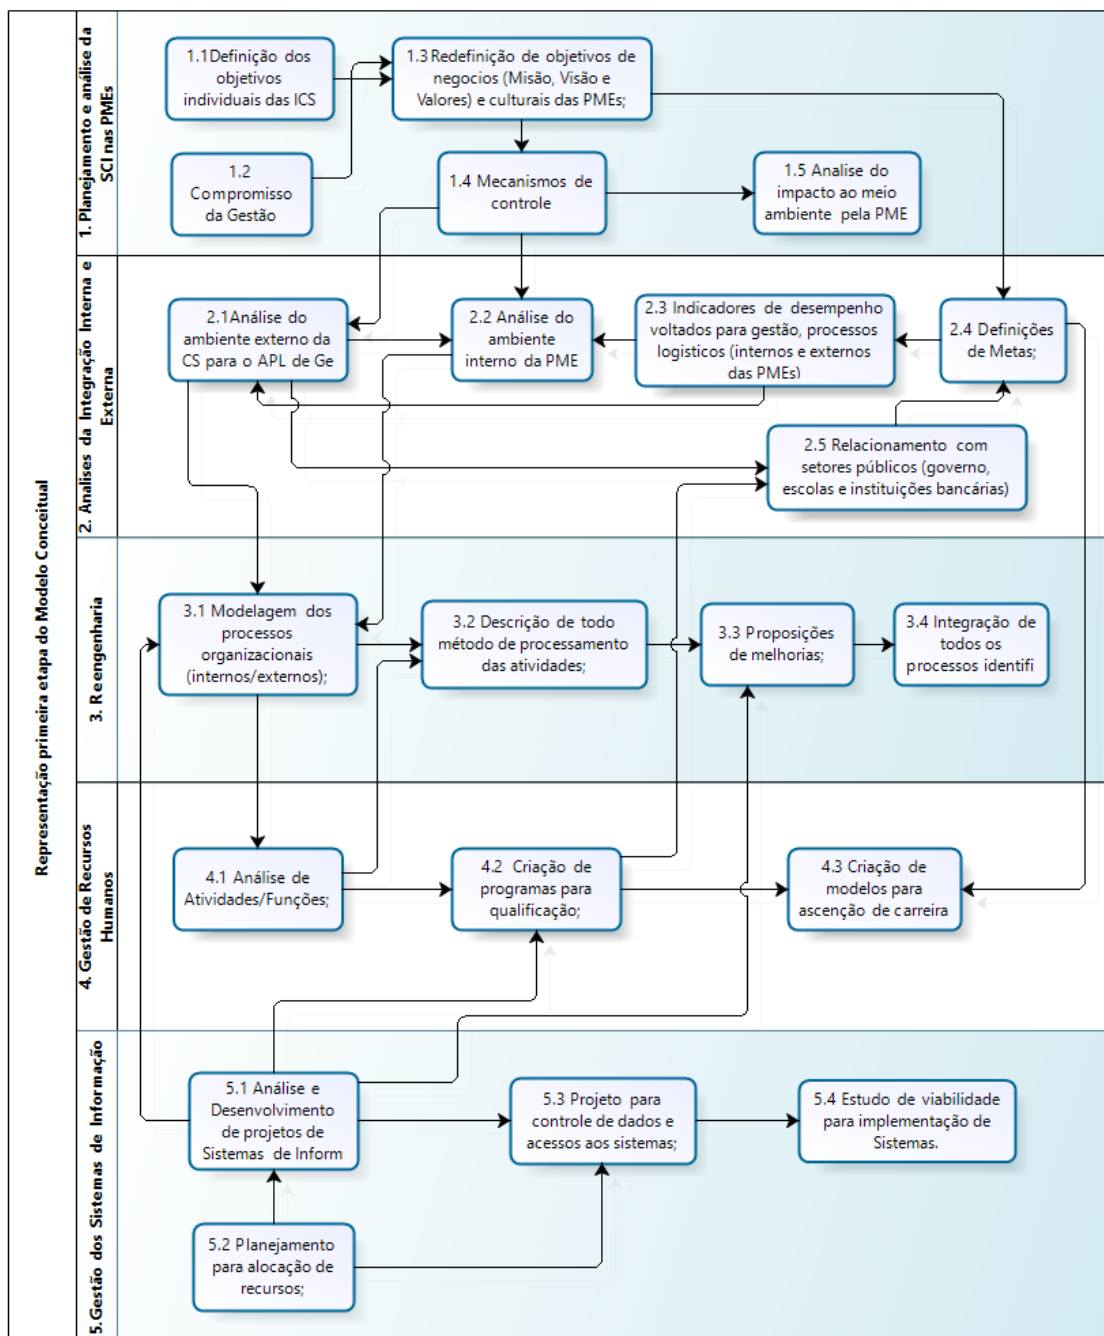 Representação primeira etapa do Modelo Conceitual
1. Planejamento e análise da
SCI nas PMEs
1.1Definição dos
objetivos
individuais das ICS
1.3 Redefinição de objetivos de
negocios (Misão, Visão e
Valores) e culturais das PMEs;
1.2
Compromisso
da Gestão
1.4 Mecanismos de
controle
1.5 Analise do
impacto ao meio
ambiente pela PME
2. Análises da Integração Interna e
Externa
2.1Análise do
ambiente externo da
CS para o APL de Ge
2.2 Análise do
ambiente
interno da PME
2.3 Indicadores de desempenho
voltados para gestão, processos
logisticos (internos e externos
das PMEs)
2.4 Definições
de Metas;
2.5 Relacionamento com
setores públicos (governo,
escolas e instituições bancárias)
3. Reengenharia
3.1 Modelagem dos
processos
organizacionais
(internos/externos);
3.2 Descrição de todo
método de processamento
das atividades;
3.3 Proposições
de melhorias;
3.4 Integração de
todos os
processos identifi
4. Gestão de Recursos
Humanos
4.1 Análise de
Atividades/Funções;
4.2 Criação de
programas para
qualificação;
4.3 Criação de
modelos para
ascenção de carreira
5.Gestão dos Sistemas de Informação
5.1 Análise e
Desenvolvimento
de projetos de
Sistemas de Inform
5.3 Projeto para
controle de dados e
acessos aos sistemas;
5.4 Estudo de viabilidade
para implementação de
Sistemas.
5.2 Planejamento
para alocação de
recursos;